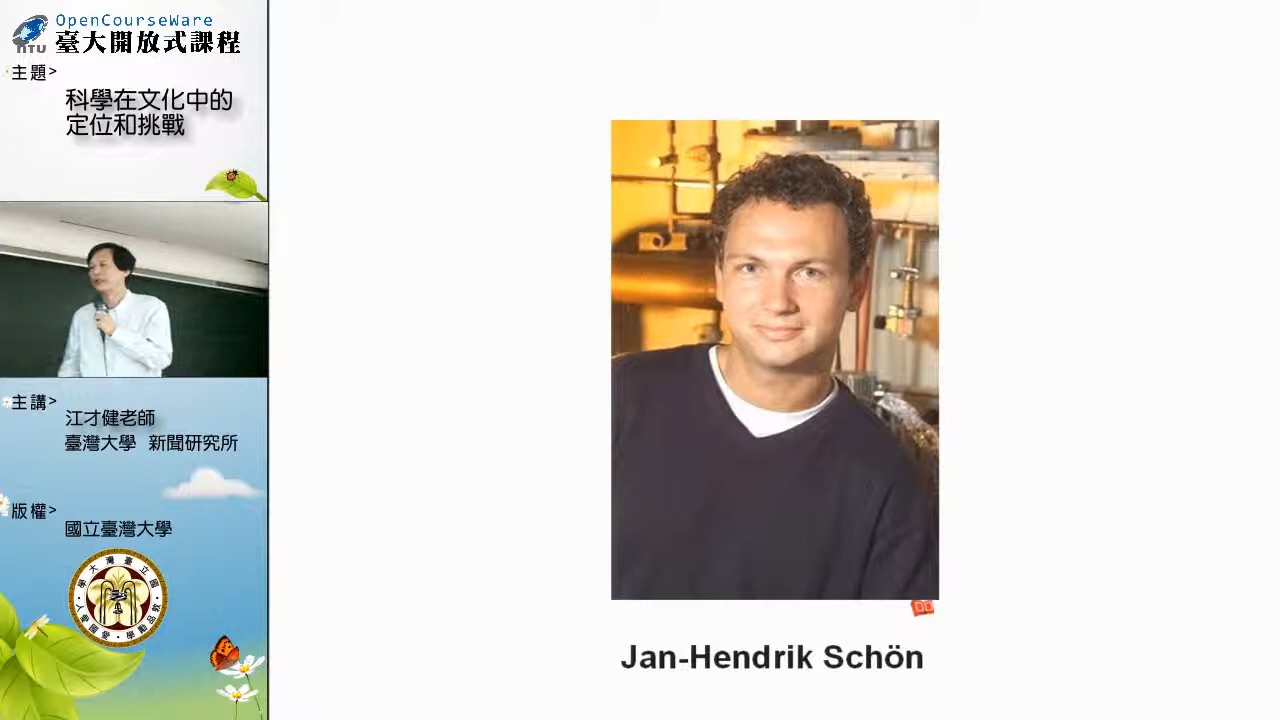 OpenCourseWare
NTU
臺大開放式課程
主題>
科學在文化中的
定位和挑戰
主講>
江才健老師
臺灣大學 新聞研究所
版權>
國立臺灣大學
Jan-Hendrik Schön